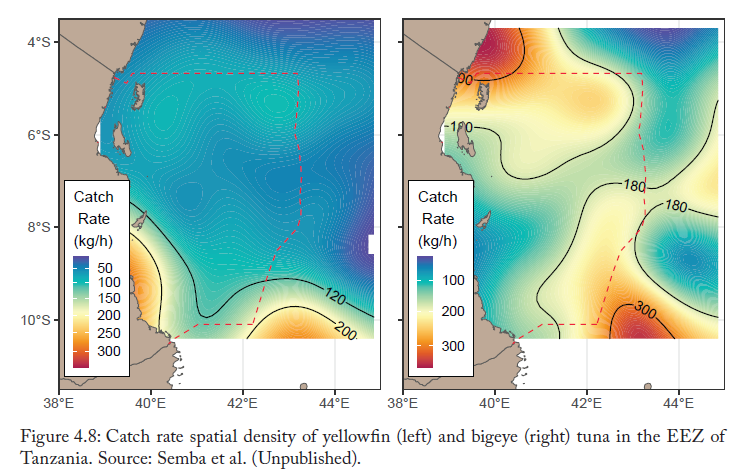 4°S
6°S
8°S
10°S
38°E
40°E
42°E
44°E
Catch
Rate
(kg/h)
50
100
150
200
250
300
120
200
38°E
40°E
42°E
44°E
Catch
Rate
(kg/h)
100
200
300
180
180
180
300
Figure 4.8: Catch rate spatial density of yellowfin (left) and bigeye (right) tuna in the EEZ of
Tanzania. Source: Semba et al. (Unpublished).